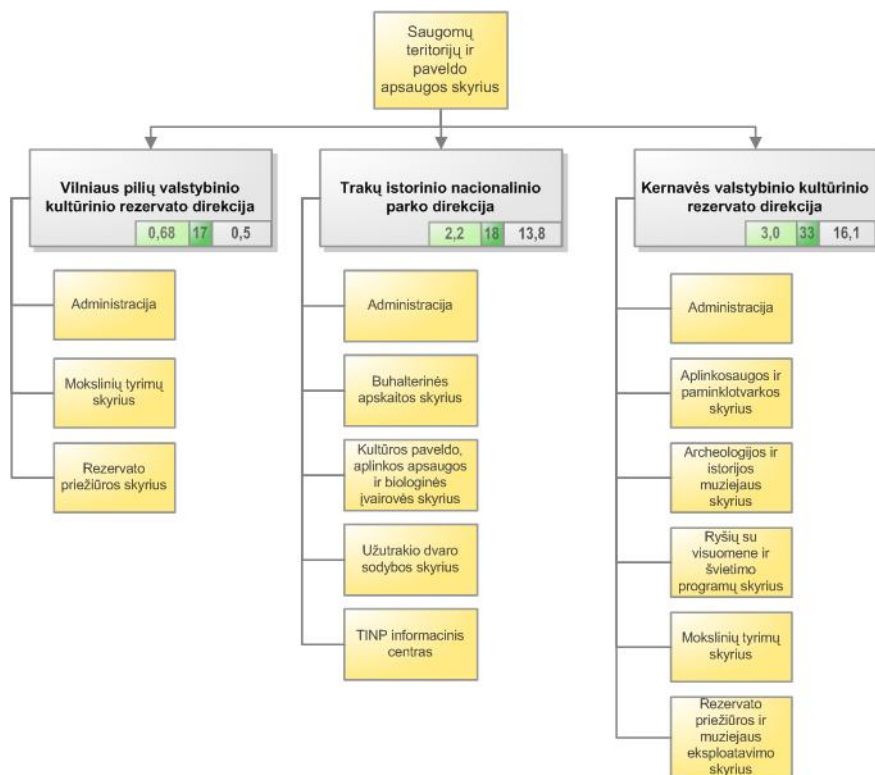 Saugomų
teritorijų ir
paveldo
apsaugos skyrius
Vilniaus pilių valstybinio
kultūrinio rezervato direkcija
0,68 17 0,5
Administracija
Mokslinių tyrimų
skyrius
Rezervato
priežiūros skyrius
Trakų istorinio nacionalinio
parko direkcija
2,2 18 13,8
Administracija
Buhalterinės
apskaitos skyrius
Kultūros paveldo,
aplinkos apsaugos
ir biologinės
įvairovės skyrius
Užutrakio dvaro
sodybos skyrius
TINP informacinis
centras
Kernavės valstybinio kultūrinio
rezervato direkcija
3,0 33 16,1
Administracija
Aplinkosaugos ir
paminklotvarkos
skyrius
Archeologijos ir
istorijos
muziejaus
skyrius
Ryšių su
visuomene ir
švietimo
programų skyrius
Mokslinių tyrimų
skyrius
Rezervato
priežiūros ir
muziejaus
eksploatavimo
skyrius